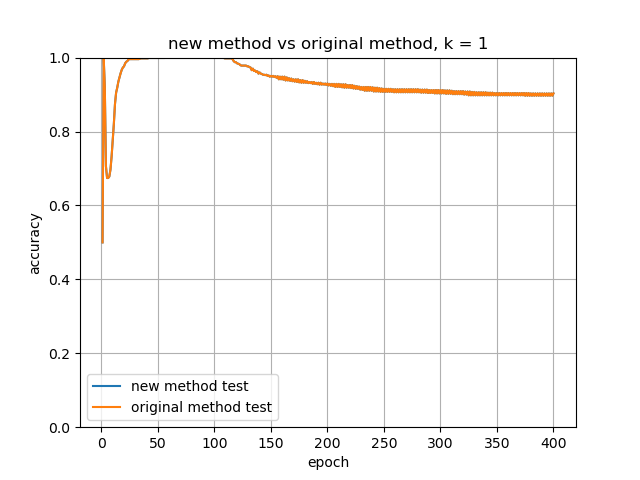 new method vs original method, k = 1
1.0
0.8
0.6
0.4
0.2
0.0
accuracy
new method test
original method test
0 50 100 150 200 250 300 350 400
epoch